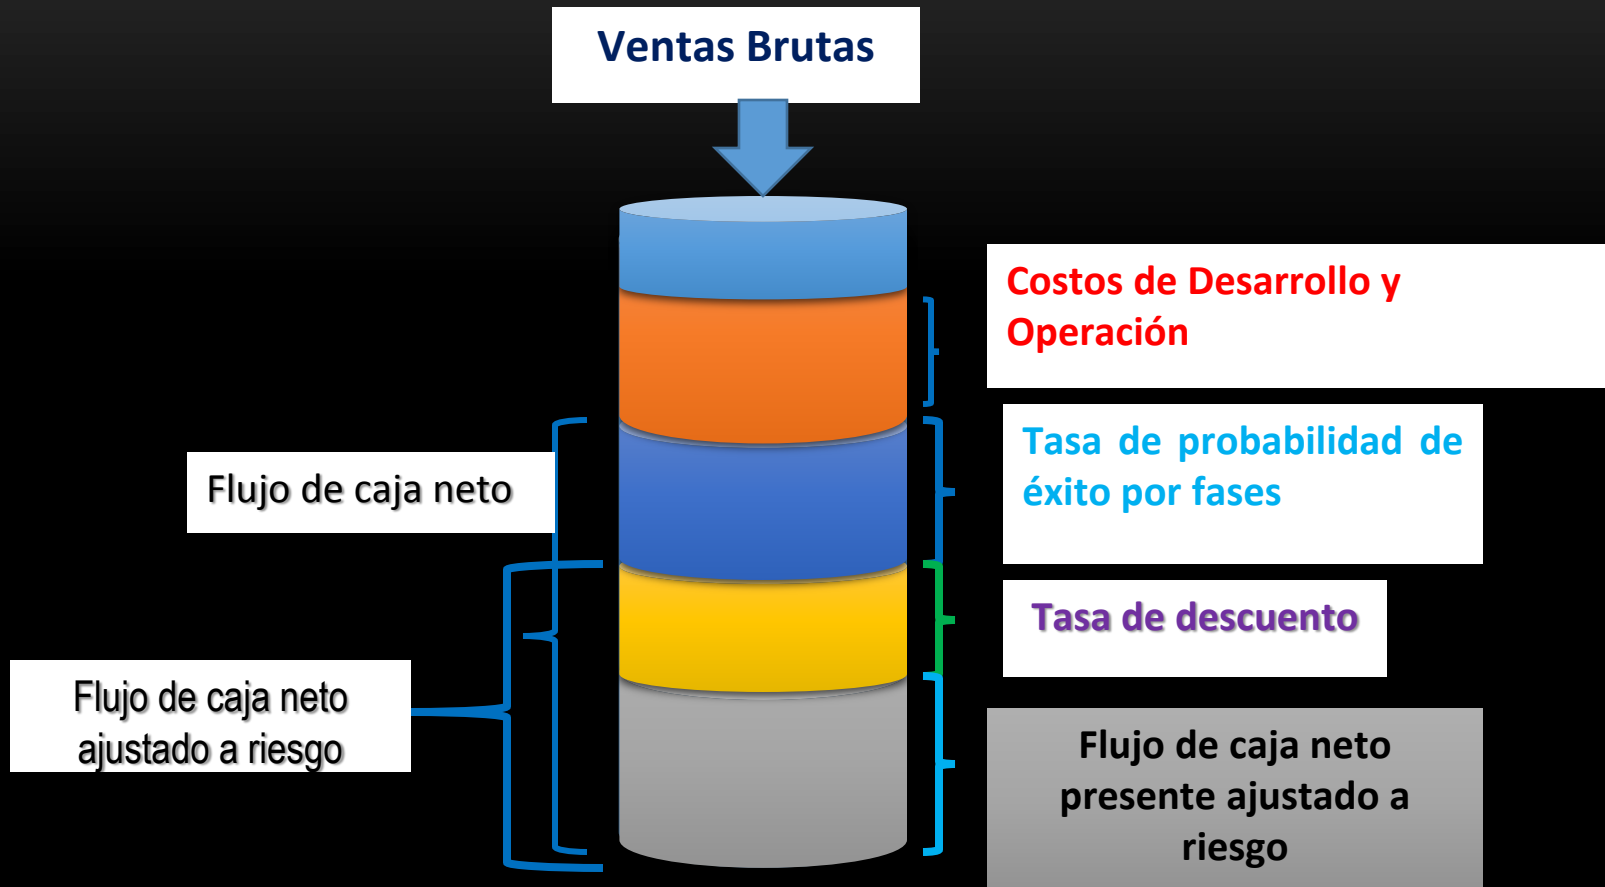 Ventas Brutas
Costos de Desarrollo y
Operación
Tasa de probabilidad de
éxito por fases
Flujo de caja neto
Tasa de descuento
Flujo de caja neto
ajustado a riesgo
Flujo de caja neto
presente ajustado a
riesgo